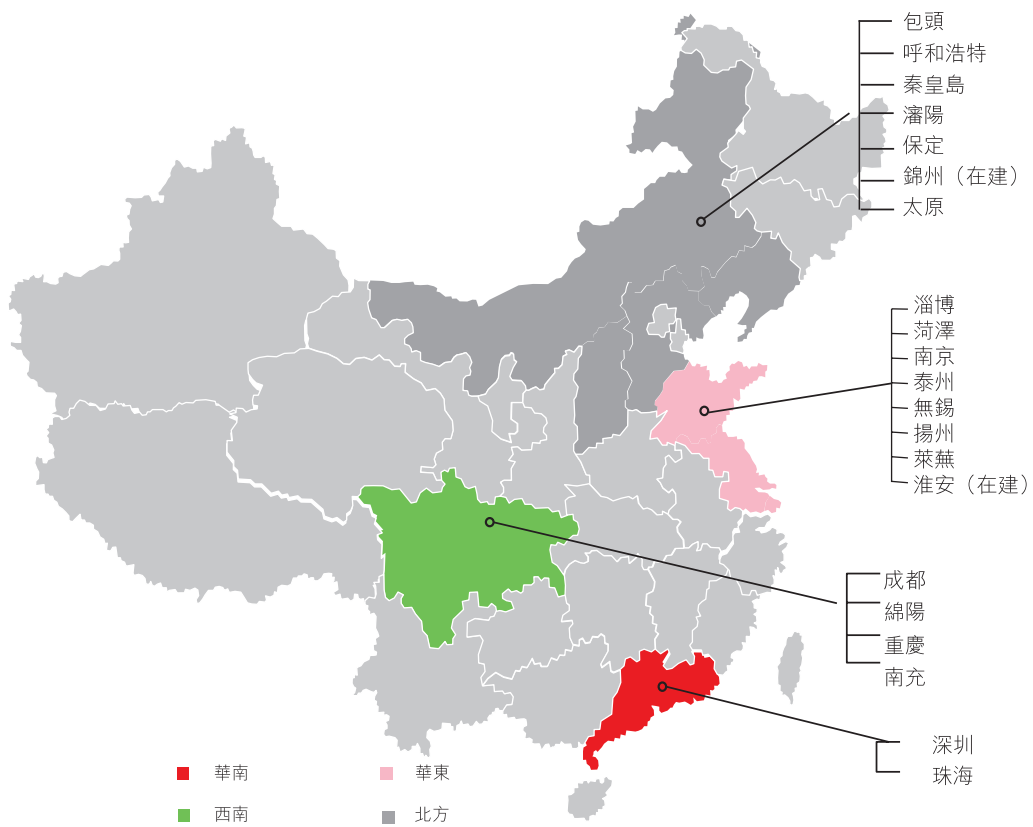 包頭
呼和浩特
秦皇島
瀋陽
保定
錦州（在建）
太原
淄博
菏澤
南京
泰州
無錫
揚州
萊蕪
淮安（在建）
成都
綿陽
重慶
南充
深圳
珠海
華南
華東
西南
北方